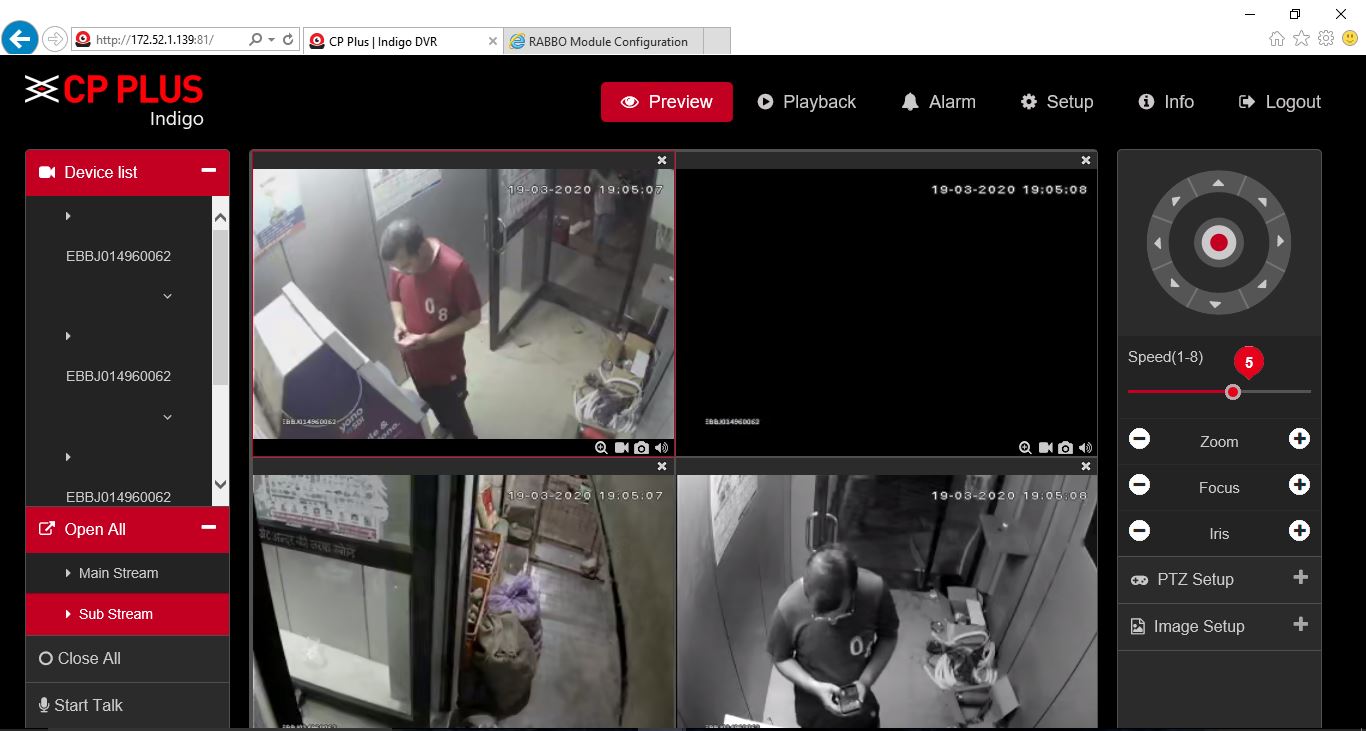 http://172.52.1.139:81/
CP Plus | Indigo DVR
RABBO Module Configuration
CP PLUS
Indigo
Preview
Playback
Alarm
Setup
Info
Logout
Device list
EBBJ014960062
EBBJ014960062
EBBJ014960062
Open All
Main Stream
Sub Stream
Close All
Start Talk
19-03-2020 19:05:07
08
EBBJ014960062
19-03-2020 19:05:08
EBBJ014960062
19-03-2020 19:05:07
19-03-2020 19:05:08
08
Speed(1-8)
5
Zoom
Focus
Iris
PTZ Setup
Image Setup